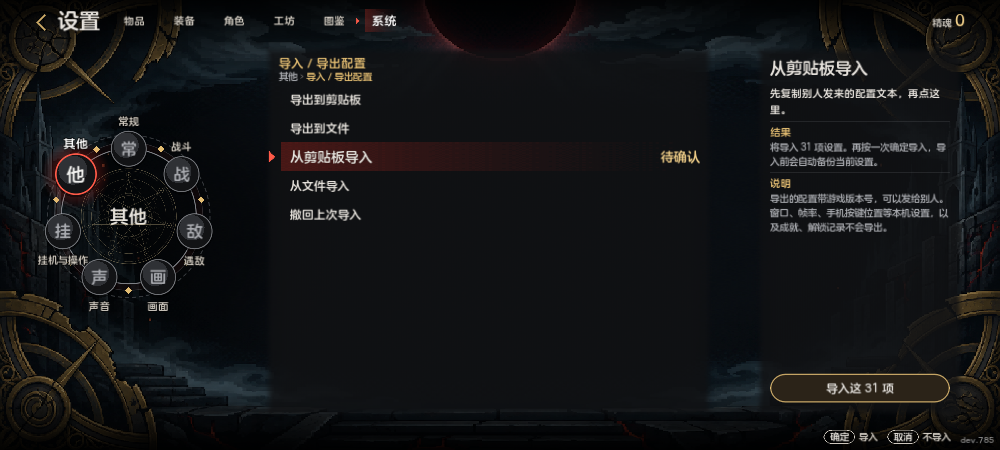 设置
物品 装备 角色 工坊 图鉴 系统
精魂 0
导入 / 导出配置
其他 › 导入 / 导出配置
导出到剪贴板
导出到文件
从剪贴板导入 待确认
从文件导入
撤回上次导入
常规
其他
战斗
常
他
战
其他
挂
敌
挂机与操作
遇敌
声
画
声音
画面
从剪贴板导入
先复制别人发来的配置文本，再点这
里。
结果
将导入 31 项设置。再按一次确定导入，导
入前会自动备份当前设置。
说明
导出的配置带游戏版本号，可以发给别人。
窗口、帧率、手机按键位置等本机设置，以
及成就、解锁记录不会导出。
导入这 31 项
确定 导入 取消 不导入
dev.785